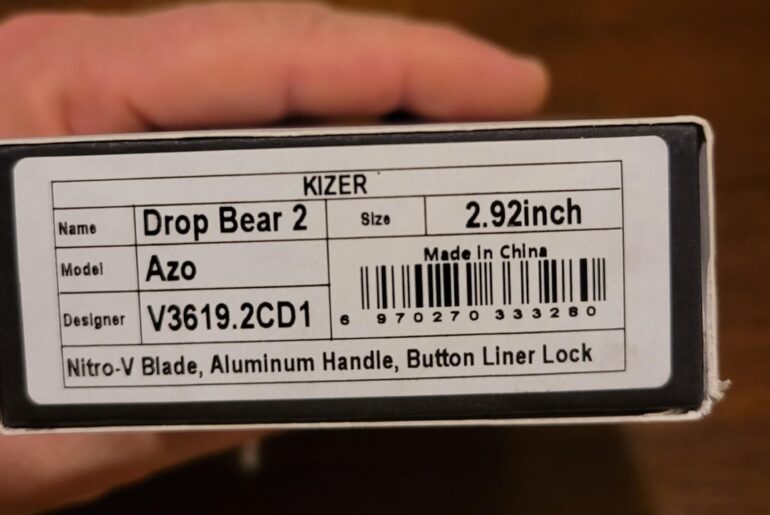 KIZER
Name Drop Bear 2 Size 2.92inch
Model Azo
Made In China
Designer V3619.2CD1
6 970270 333280
Nitro-V Blade, Aluminum Handle, Button Liner Lock